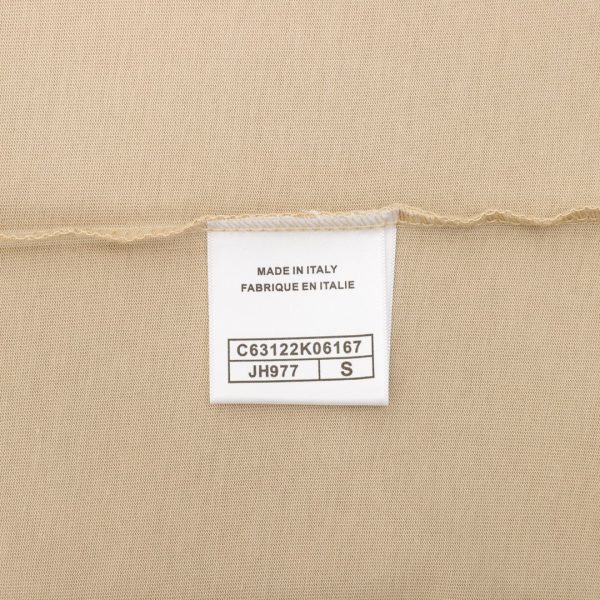 MADE IN ITALY
FABRIQUE EN ITALIE
C63122K06167
JH977 S